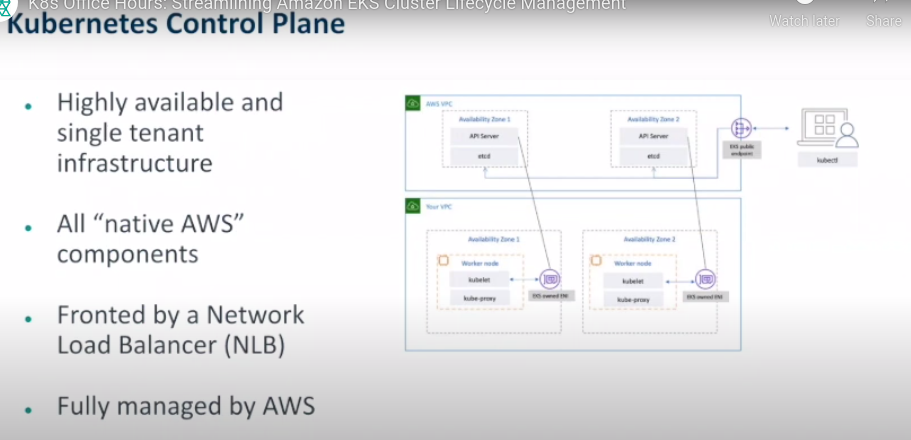 K8s Office Hours: Streamlining Amazon EKS Cluster Lifecycle Management
Watch later
Share
Kubernetes Control Plane
• Highly available and
single tenant
infrastructure
• All “native AWS”
components
• Fronted by a Network
Load Balancer (NLB)
• Fully managed by AWS
AWS VPC
Availability Zone 1
API Server
etcd
Availability Zone 2
API Server
etcd
EKS public
endpoint
kubectl
Your VPC
Availability Zone 1
Worker node
kubelet
kube-proxy
EKS owned ENI
Availability Zone 2
Worker node
kubelet
kube-proxy
EKS owned ENI